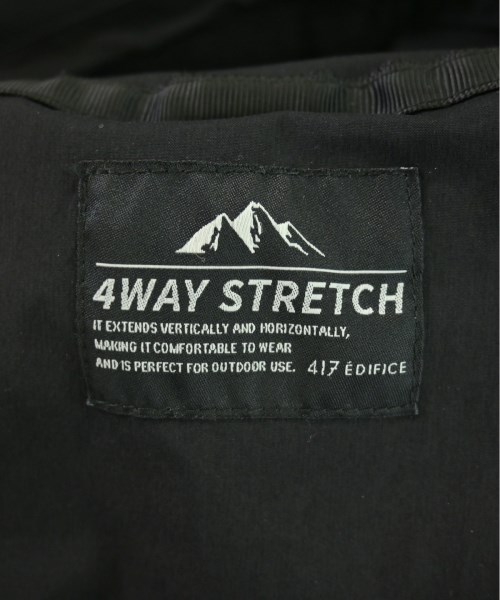 4WAY STRETCH
IT EXTENDS VERTICALLY AND HORIZONTALLY,
MAKING IT COMFORTABLE TO WEAR
AND IS PERFECT FOR OUTDOOR USE. 417 ÉDIFICE